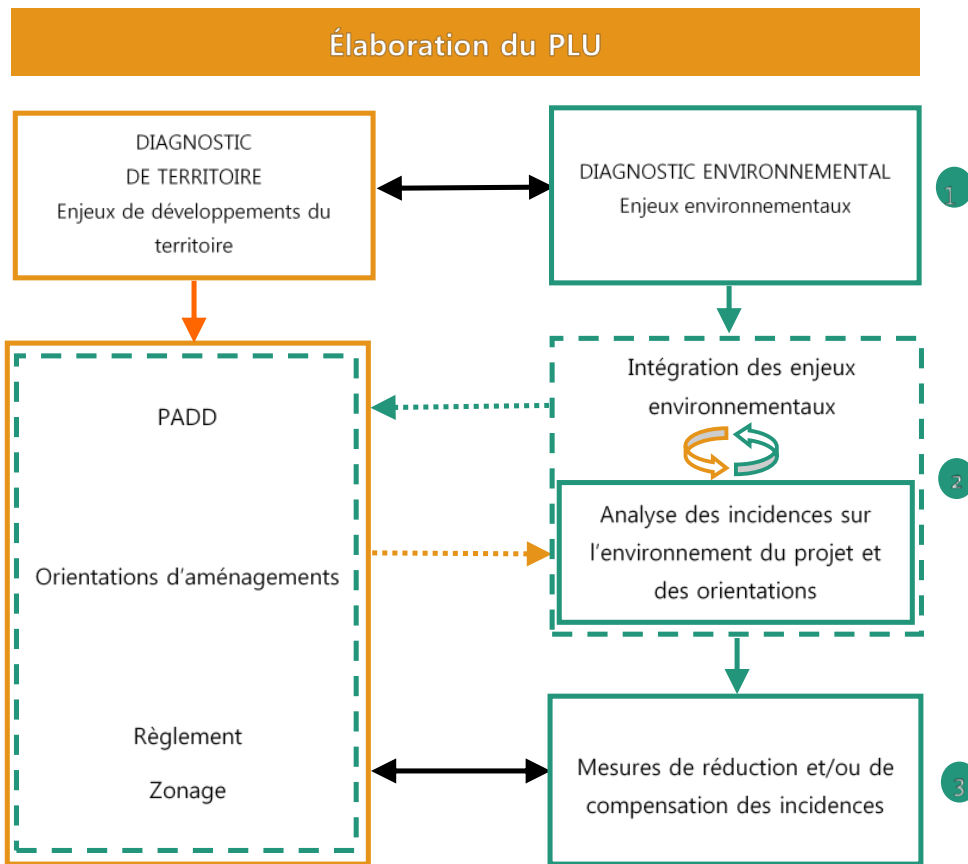 Élaboration du PLU
DIAGNOSTIC
DE TERRITOIRE
Enjeux de développements du
territoire
DIAGNOSTIC ENVIRONNEMENTAL
Enjeux environnementaux
1
PADD
Orientations d'aménagements
Règlement
Zonage
Intégration des enjeux
environnementaux
Analyse des incidences sur
l'environnement du projet et
des orientations
2
Mesures de réduction et/ou de
compensation des incidences
3